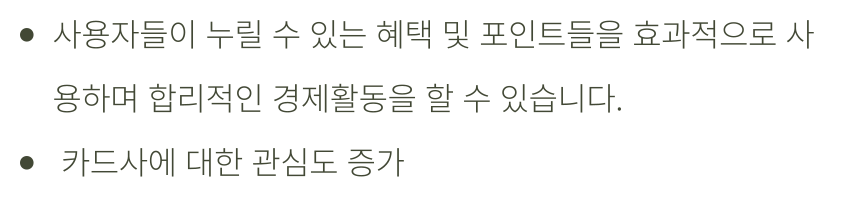 ● 사용자들이 누릴 수 있는 혜택 및 포인트들을 효과적으로 사
용하며 합리적인 경제활동을 할 수 있습니다.
● 카드사에 대한 관심도 증가